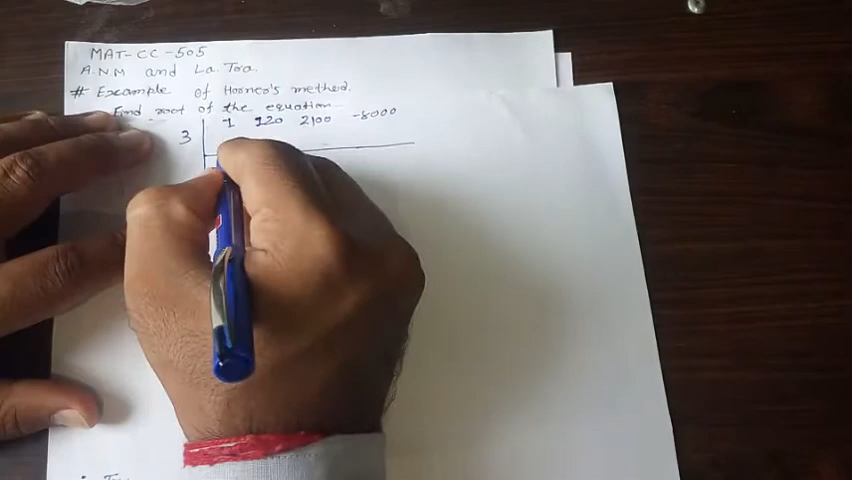 MAT-CC-505
A.N.M and La. Tra.
# Example of Horner's method.
Find root of the equation
3 1 120 2100 -8000